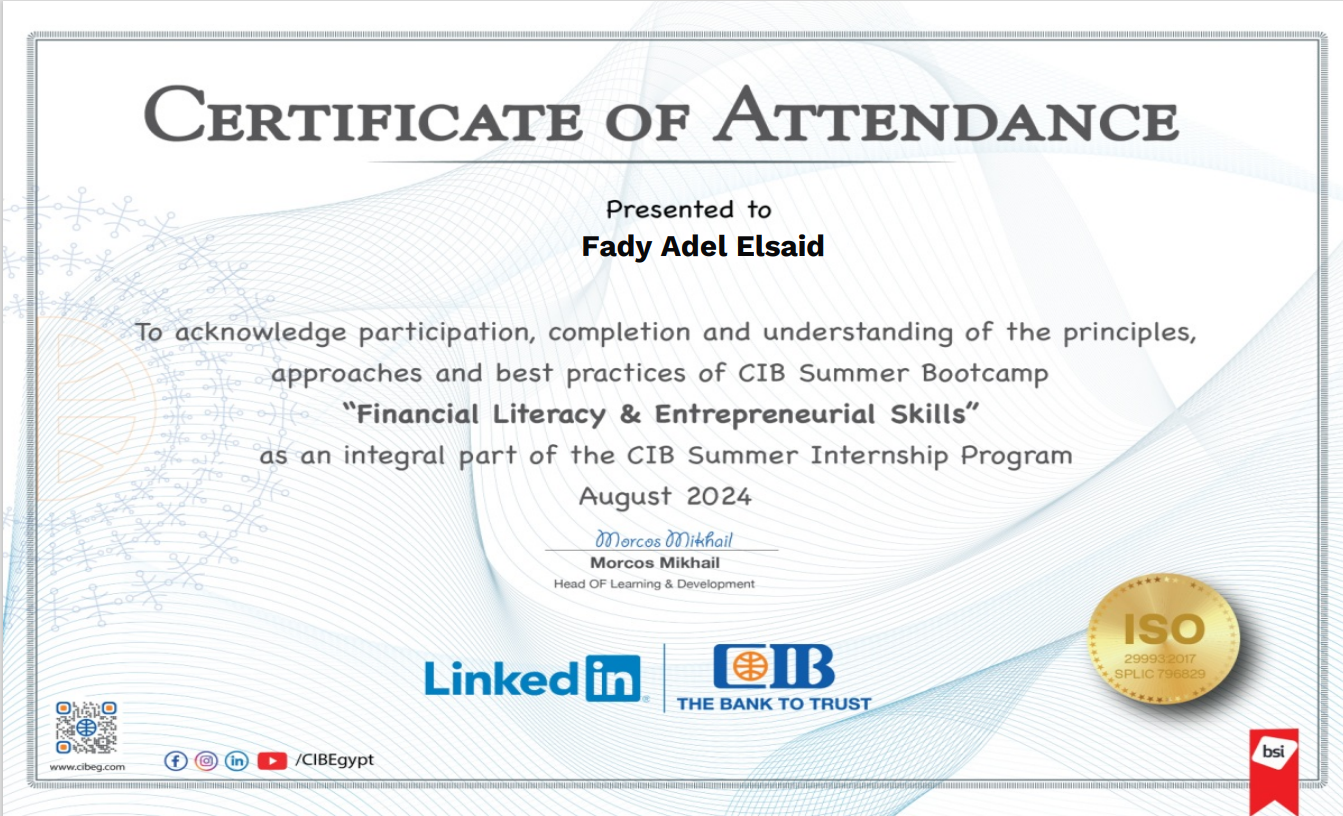 CERTIFICATE OF ATTENDANCE
Presented to
Fady Adel Elsaid
To acknowledge participation, completion and understanding of the principles,
approaches and best practices of CIB Summer Bootcamp
“Financial Literacy & Entrepreneurial Skills”
as an integral part of the CIB Summer Internship Program
August 2024
Morcos Mikhail
Morcos Mikhail
Head OF Learning & Development
LinkedIn®
CIB
THE BANK TO TRUST
ISO
29993:2017
SPLIC 796829
bsi
www.cibeg.com
f in /CIBEgypt